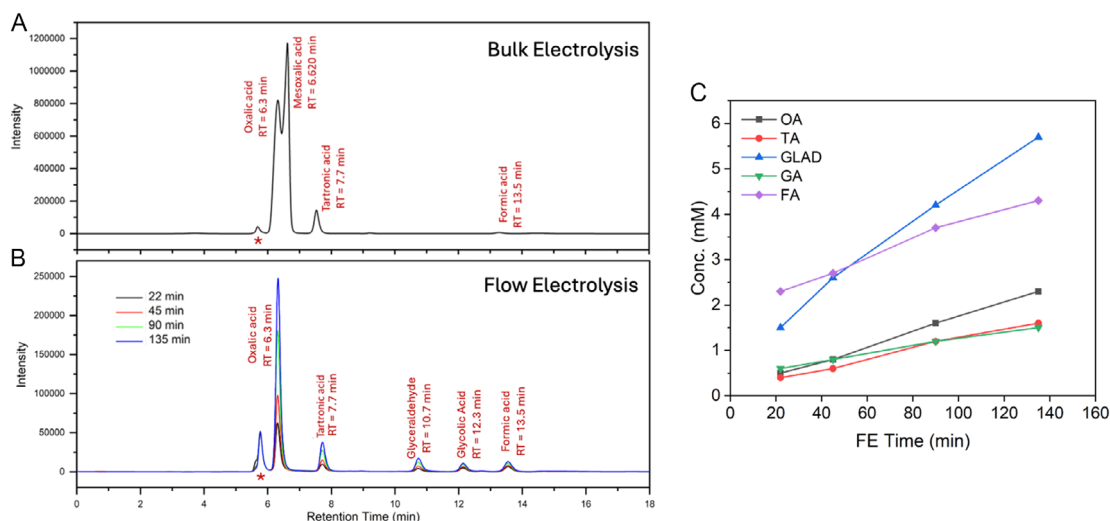 A
Bulk Electrolysis
Intensity
1200000
1000000
800000
600000
400000
200000
0
Oxalic acid
RT = 6.3 min
Mesoxalic acid
RT = 6.620 min
Tartronic acid
RT = 7.7 min
Formic acid
RT = 13.5 min
*
B
Flow Electrolysis
Intensity
250000
200000
150000
100000
50000
0
22 min
45 min
90 min
135 min
Oxalic acid
RT = 6.3 min
Tartronic acid
RT = 7.7 min
Glyceraldehyde
RT = 10.7 min
Glycolic Acid
RT = 12.3 min
Formic acid
RT = 13.5 min
*
0 2 4 6 8 10 12 14 16 18
Retention Time (min)
C
OA
TA
GLAD
GA
FA
Conc. (mM)
6
5
4
3
2
1
0
0 20 40 60 80 100 120 140 160
FE Time (min)